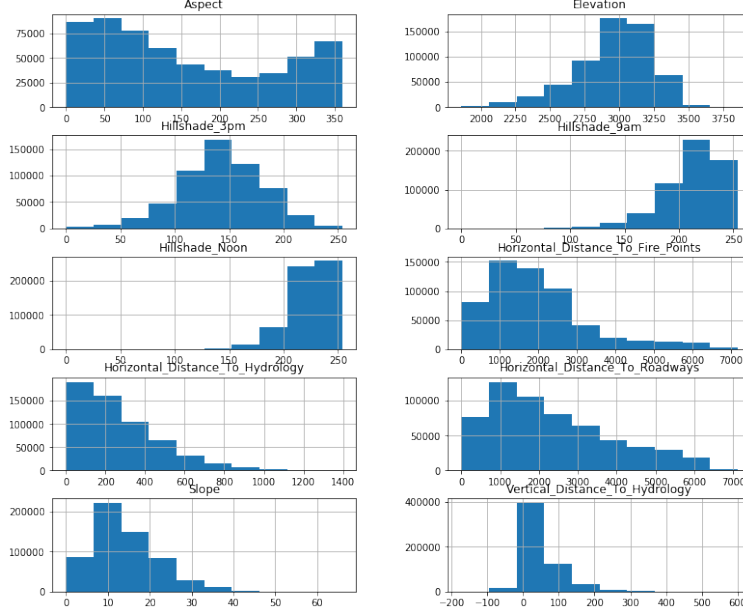 Aspect
75000
50000
25000
0
0 50 100 150 200 250 300 350
Elevation
150000
100000
50000
0
2000 2250 2500 2750 3000 3250 3500 3750
Hillshade_3pm
150000
100000
50000
0
0 50 100 150 200 250
Hillshade_9am
200000
100000
0
0 50 100 150 200 250
Hillshade_Noon
200000
100000
0
0 50 100 150 200 250
Horizontal_Distance_To_Fire_Points
150000
100000
50000
0
0 1000 2000 3000 4000 5000 6000 7000
Horizontal_Distance_To_Hydrology
150000
100000
50000
0
0 200 400 600 800 1000 1200 1400
Horizontal_Distance_To_Roadways
100000
50000
0
0 1000 2000 3000 4000 5000 6000
Slope
200000
100000
0
0 10 20 30 40 50 60
Vertical_Distance_To_Hydrology
400000
200000
0
-200 -100 0 100 200 300 400 500